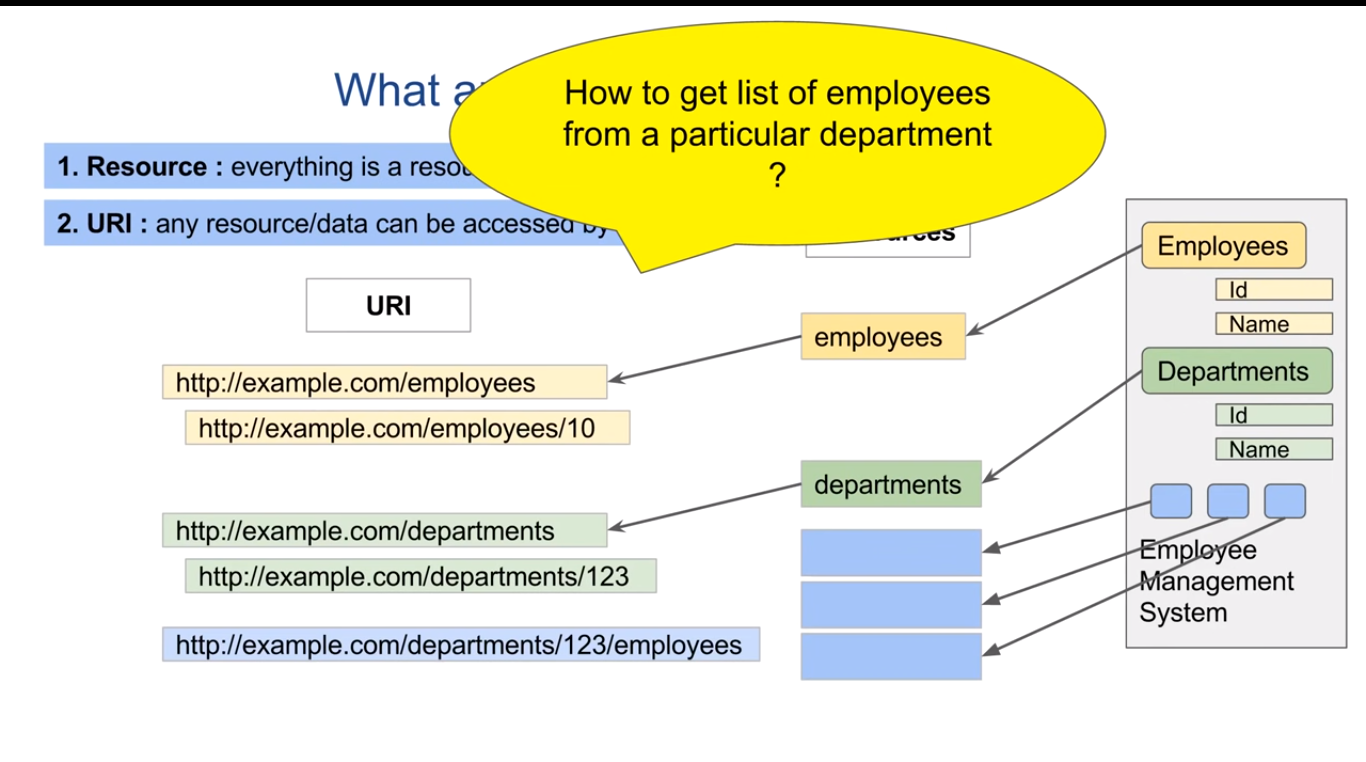 What
How to get list of employees
from a particular department
?
1. Resource : everything is a
2. URI : any resource/data can be accessed by
URI
employees
http://example.com/employees
http://example.com/employees/10
departments
http://example.com/departments
http://example.com/departments/123
http://example.com/departments/123/employees
Employees
Id
Name
Departments
Id
Name
Employee
Management
System